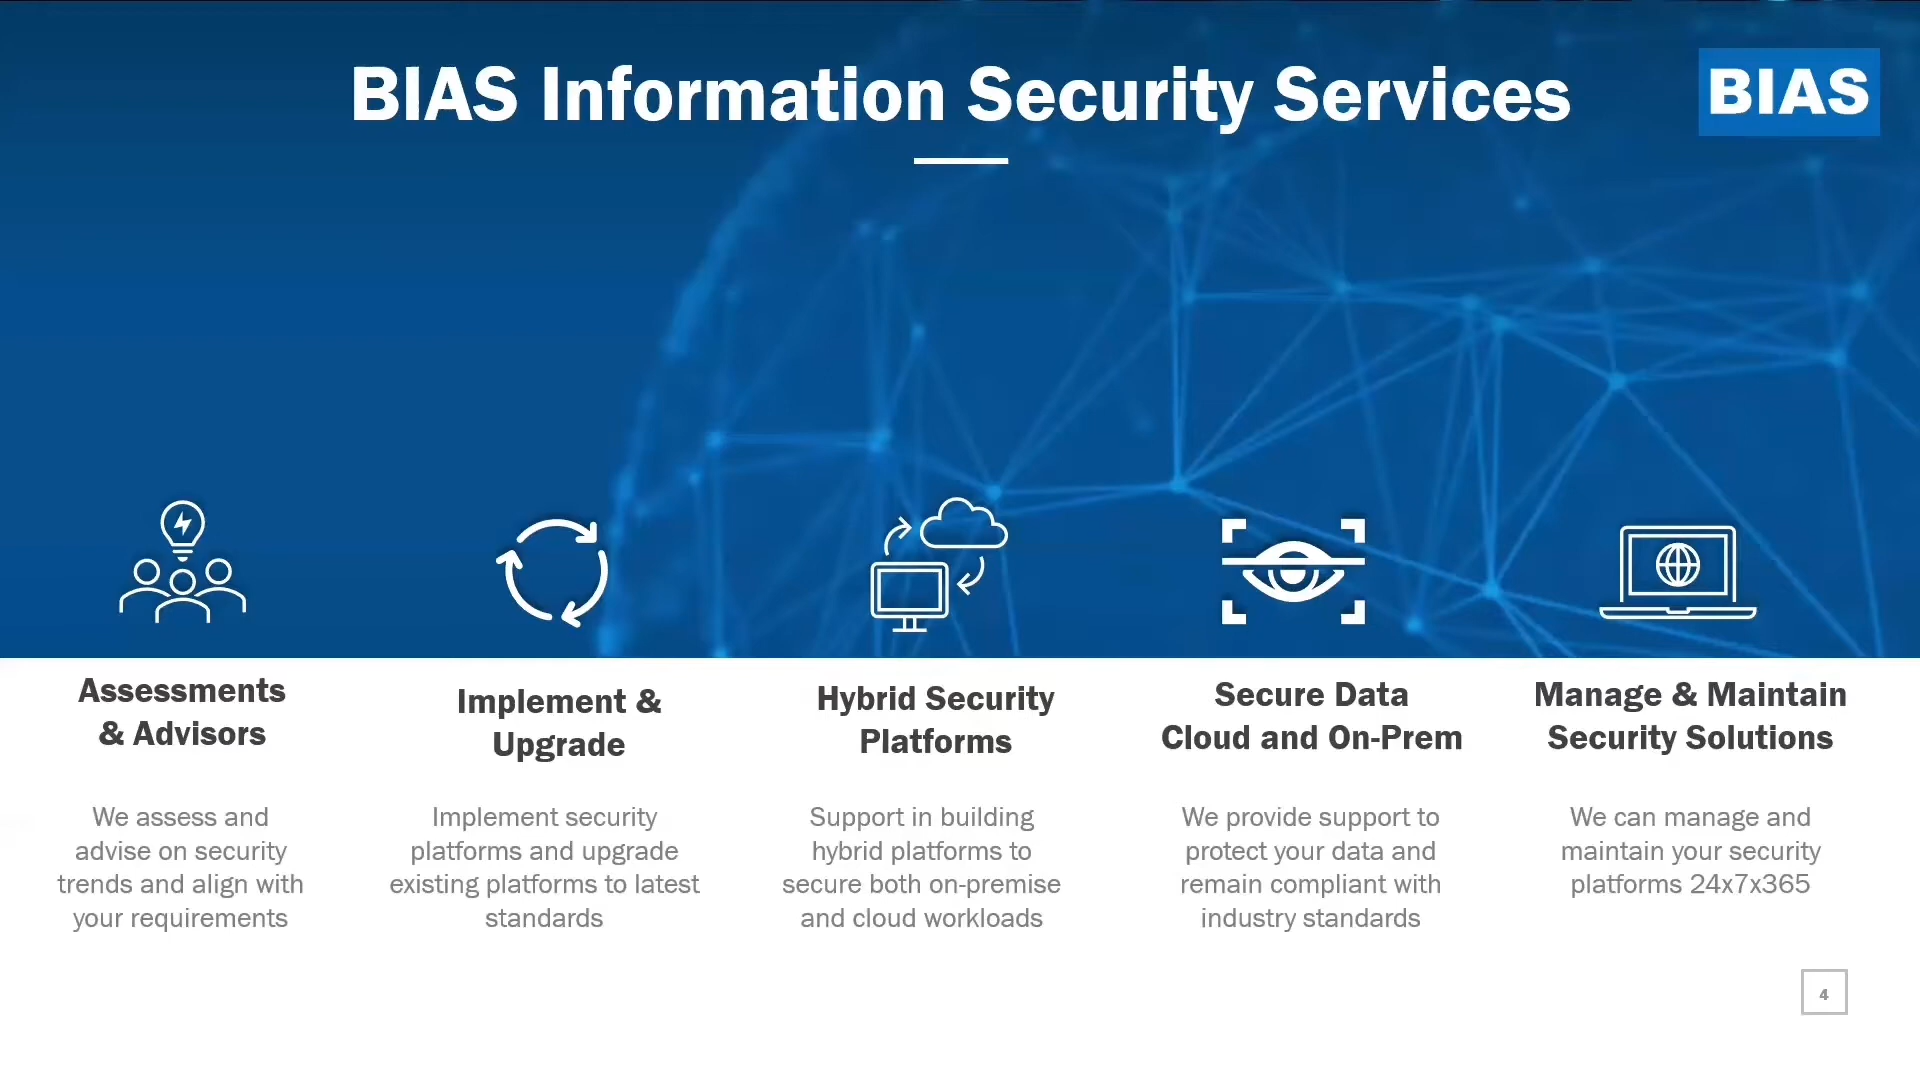 BIAS Information Security Services
BIAS
Assessments
& Advisors
We assess and
advise on security
trends and align with
your requirements
Implement &
Upgrade
Implement security
platforms and upgrade
existing platforms to latest
standards
Hybrid Security
Platforms
Support in building
hybrid platforms to
secure both on-premise
and cloud workloads
Secure Data
Cloud and On-Prem
We provide support to
protect your data and
remain compliant with
industry standards
Manage & Maintain
Security Solutions
We can manage and
maintain your security
platforms 24x7x365
4